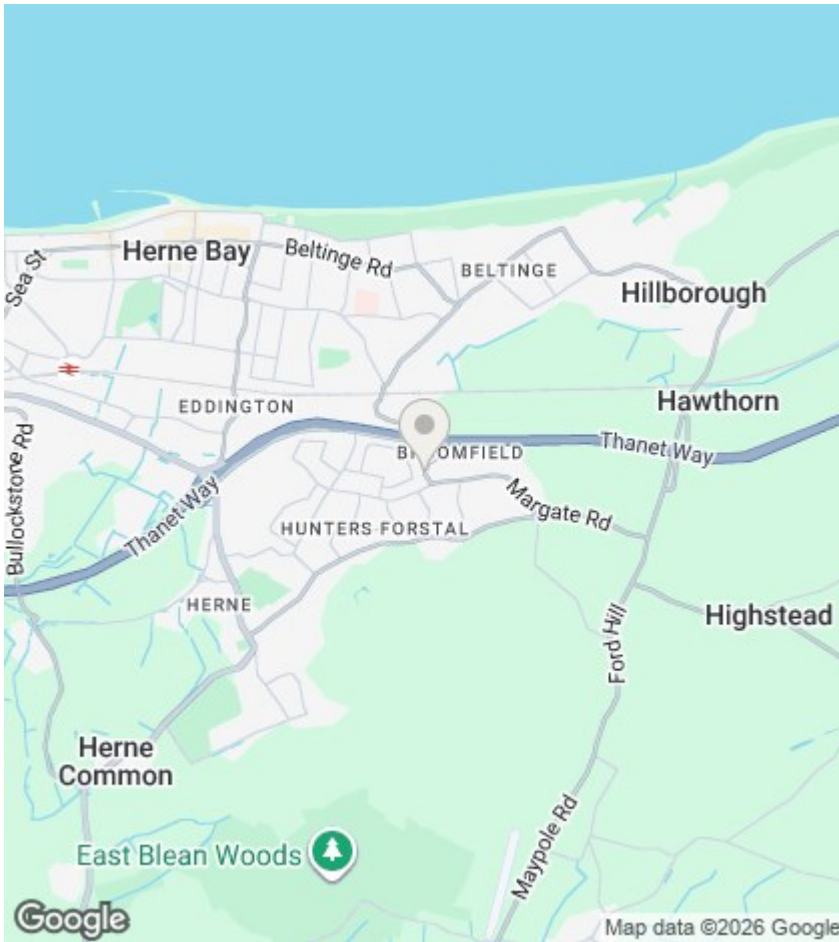 Herne Bay
Sea St
Beltinge Rd
BELTINGE
Hillborough
EDDINGTON
Hawthorn
Bullockstone Rd
BROOMFIELD
Thanet Way
Thanet Way
Margate Rd
HUNTERS FORSTAL
HERNE
Highstead
Ford Hill
Herne
Common
East Blean Woods
Maypole Rd
Google
Map data ©2026 Google